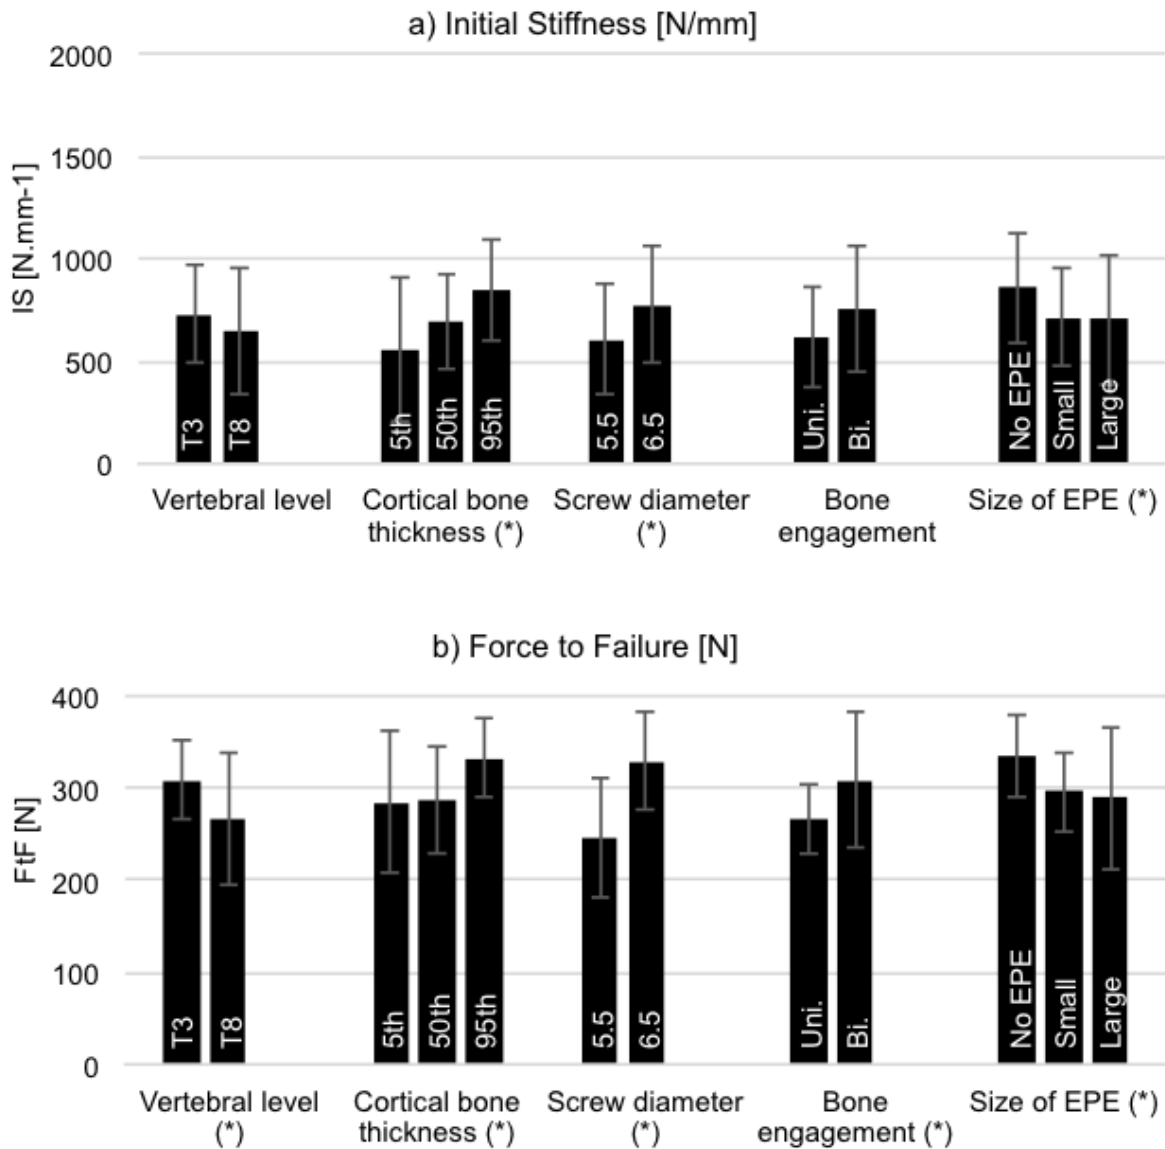 a) Initial Stiffness [N/mm]
2000
1500
1000
500
0
IS [N.mm-1]
T3
T8
5th
50th
95th
5.5
6.5
Uni.
Bi.
No EPE
Small
Large
Vertebral level
Cortical bone
thickness (*)
Screw diameter
(*)
Bone
engagement
Size of EPE (*)
b) Force to Failure [N]
400
300
200
100
0
FtF [N]
T3
T8
5th
50th
95th
5.5
6.5
Uni.
Bi.
No EPE
Small
Large
Vertebral level
(*)
Cortical bone
thickness (*)
Screw diameter
(*)
Bone
engagement (*)
Size of EPE (*)